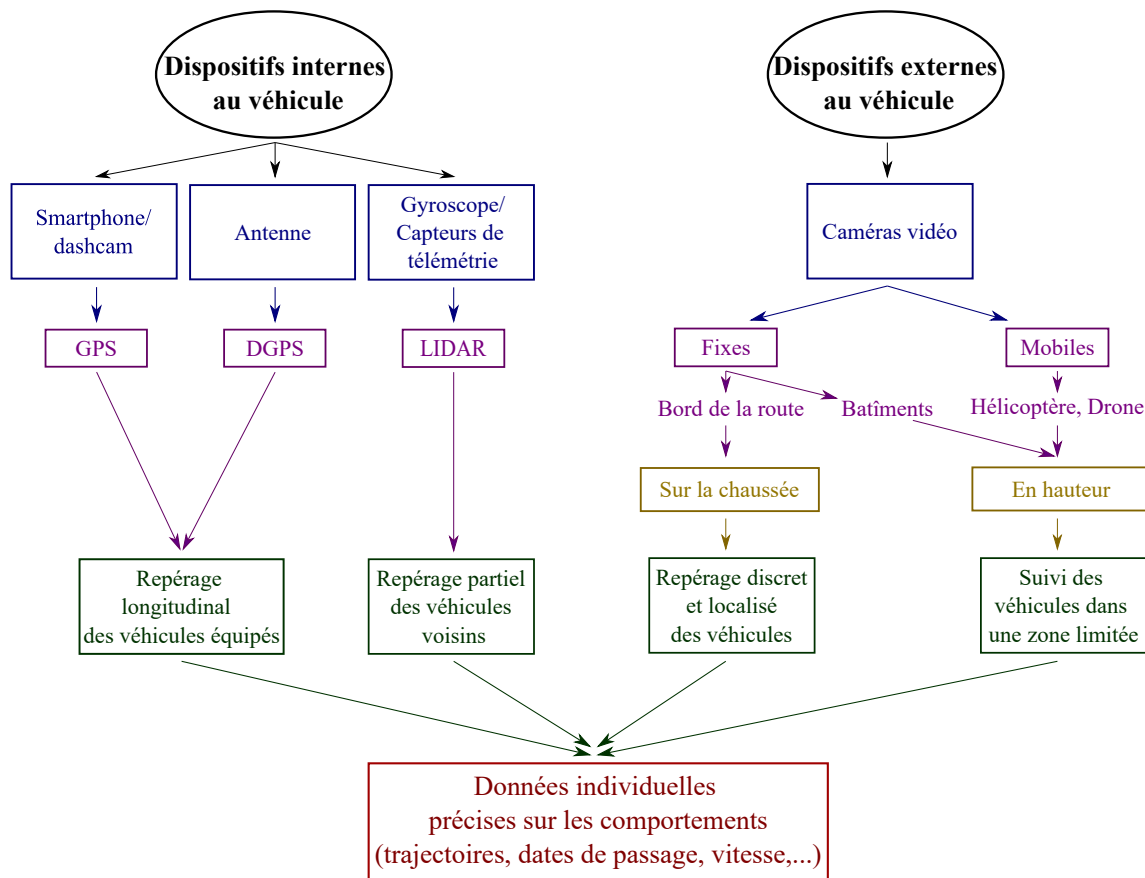 Dispositifs internes
au véhicule
Dispositifs externes
au véhicule
Smartphone/
dashcam
Antenne
Gyroscope/
Capteurs de
télémétrie
Caméras vidéo
GPS
DGPS
LIDAR
Fixes
Mobiles
Bord de la route
Batîments
Hélicoptère, Drone
Sur la chaussée
En hauteur
Repérage
longitudinal
des véhicules équipés
Repérage partiel
des véhicules
voisins
Repérage discret
et localisé
des véhicules
Suivi des
véhicules dans
une zone limitée
Données individuelles
précises sur les comportements
(trajectoires, dates de passage, vitesse,...)